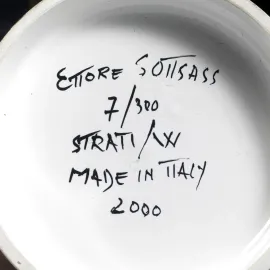 ETTORE SOTTSASS
7/300
STRATI/W
MADE IN ITALY
2000